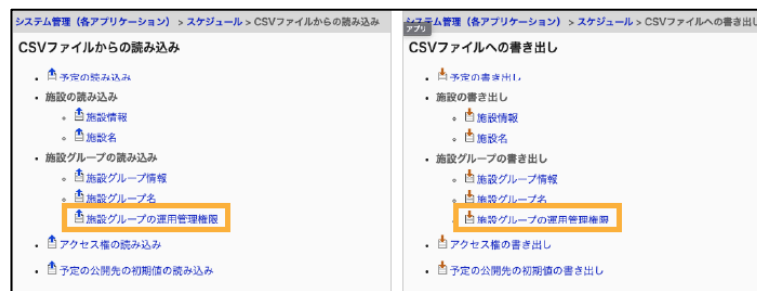 システム管理（各アプリケーション） > スケジュール > CSVファイルからの読み込み
CSVファイルからの読み込み
予定の読み込み
施設の読み込み
施設情報
施設名
施設グループの読み込み
施設グループ情報
施設グループ名
施設グループの運用管理権限
アクセス権の読み込み
予定の公開先の初期値の読み込み
システム管理（各アプリケーション） > スケジュール > CSVファイルへの書き出し
アプリ
CSVファイルへの書き出し
予定の書き出し
施設の書き出し
施設情報
施設名
施設グループの書き出し
施設グループ情報
施設グループ名
施設グループの運用管理権限
アクセス権の書き出し
予定の公開先の初期値の書き出し